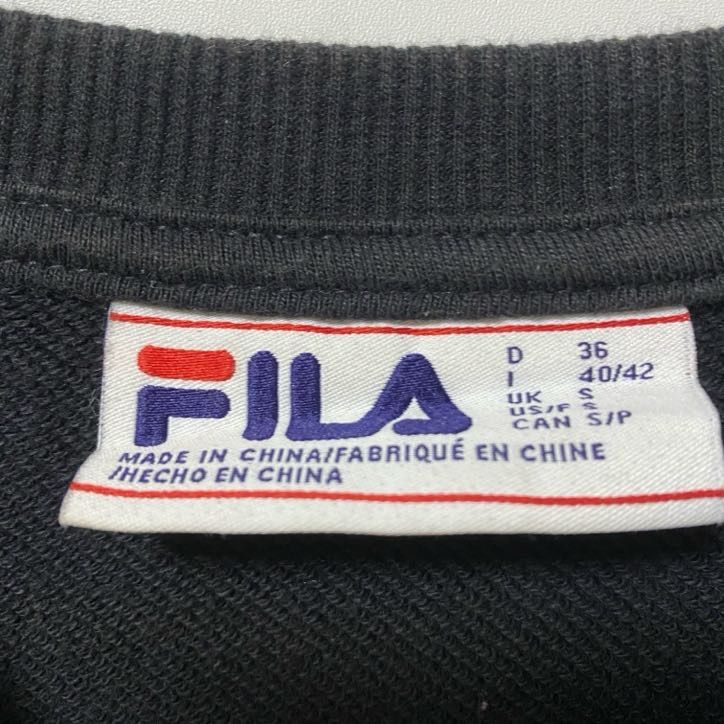 FILA
D 36
I 40/42
UK S
US/F S
CAN S/P
MADE IN CHINA/FABRIQUÉ EN CHINE
/HECHO EN CHINA